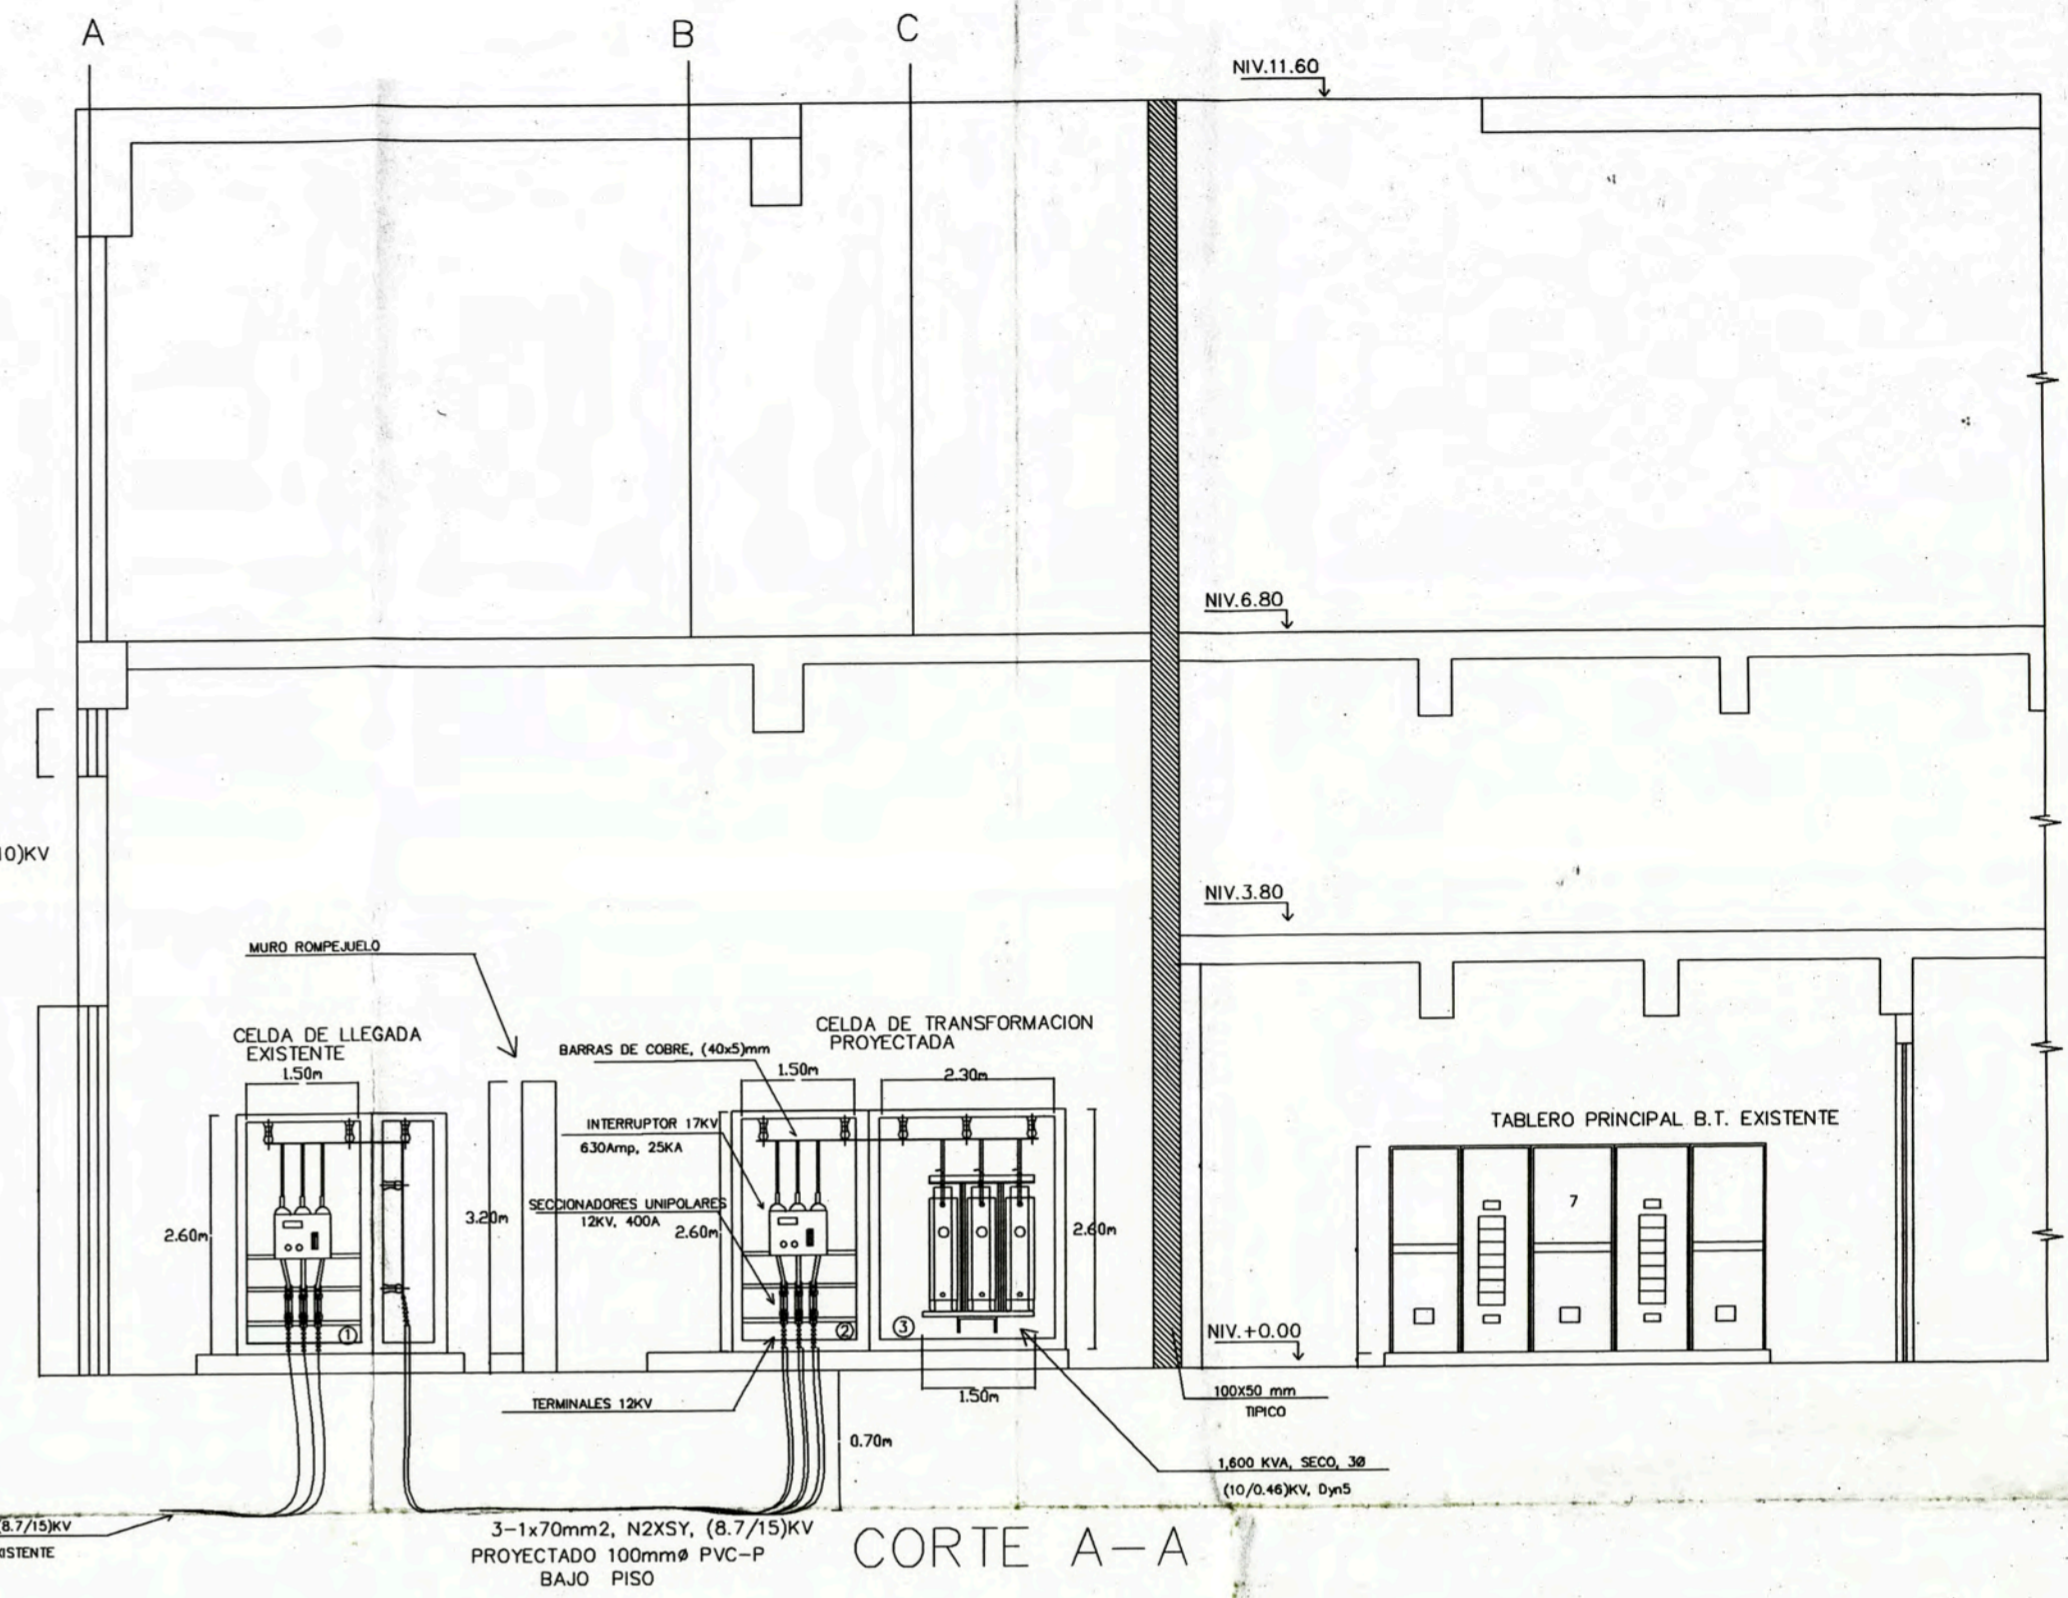 A
B
C
NIV.11.60
NIV.6.80
10)KV
NIV.3.80
MURO ROMPEJUELO
CELDA DE LLEGADA
EXISTENTE
1.50m
BARRAS DE COBRE, (40x5)mm
CELDA DE TRANSFORMACION
PROYECTADA
1.50m
2.30m
INTERRUPTOR 17KV
630Amp, 25KA
TABLERO PRINCIPAL B.T. EXISTENTE
SECCIONADORES UNIPOLARES
12KV, 400A
2.60m
3.20m
2.60m
2.60m
7
1
2
3
NIV.+0.00
TERMINALES 12KV
1.50m
100X50 mm
TIPICO
0.70m
1,600 KVA, SECO, 3Ø
(10/0.46)KV, Dyn5
(8.7/15)KV
ISTENTE
3-1x70mm2, N2XSY, (8.7/15)KV
PROYECTADO 100mmø PVC-P
BAJO PISO
CORTE A-A